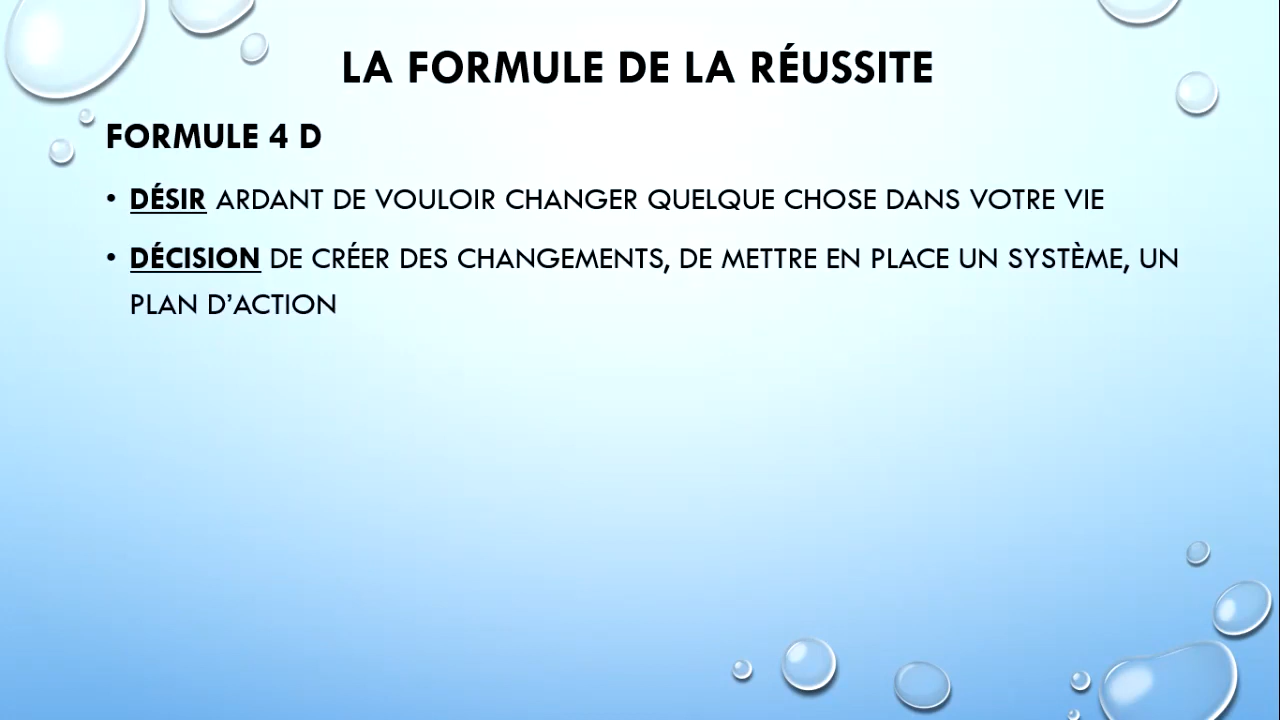 LA FORMULE DE LA RÉUSSITE
FORMULE 4 D
• DÉSIR ARDANT DE VOULOIR CHANGER QUELQUE CHOSE DANS VOTRE VIE
• DÉCISION DE CRÉER DES CHANGEMENTS, DE METTRE EN PLACE UN SYSTÈME, UN
PLAN D’ACTION